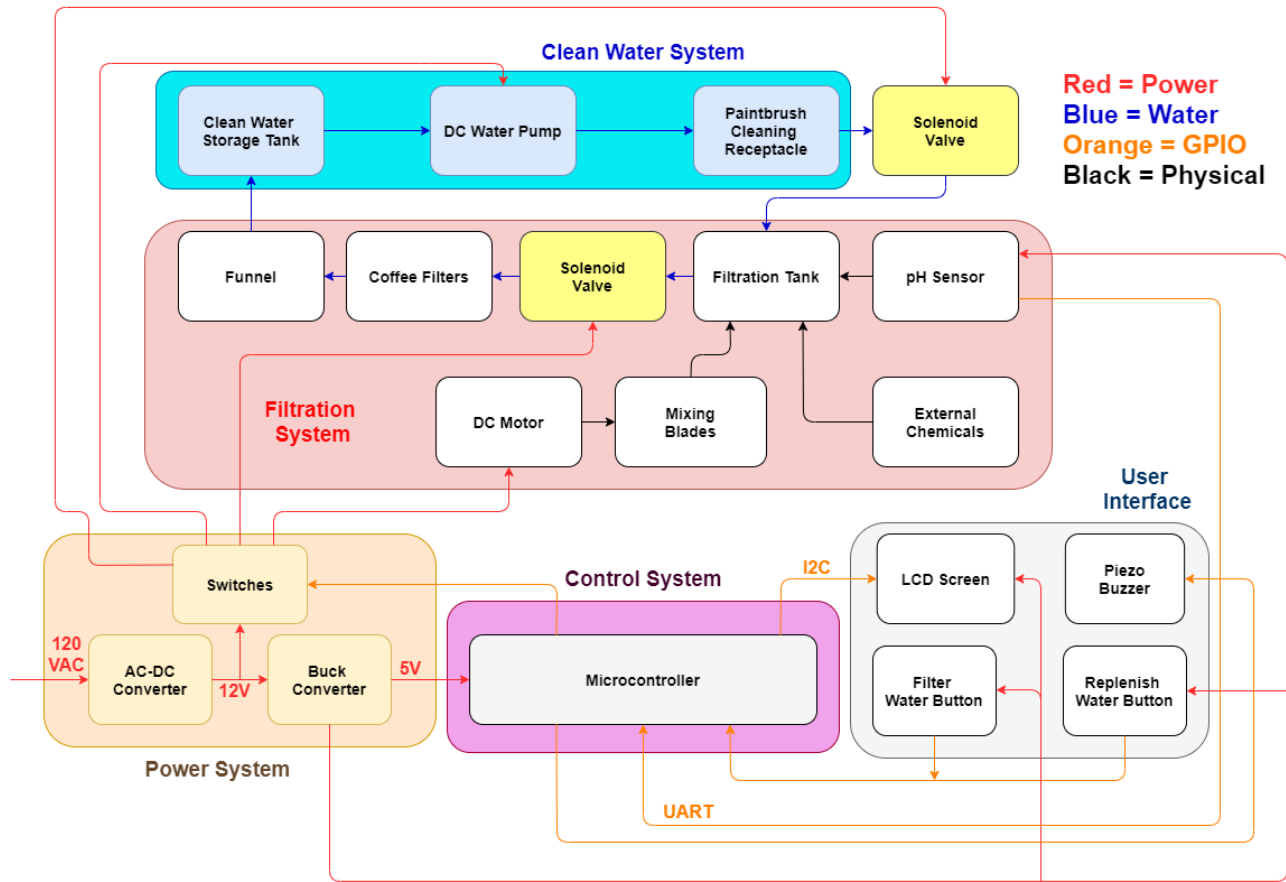 Clean Water System
Red = Power
Blue = Water
Orange = GPIO
Black = Physical
Clean Water
Storage Tank
DC Water Pump
Paintbrush
Cleaning
Receptacle
Solenoid
Valve
Funnel
Coffee Filters
Solenoid
Valve
Filtration Tank
pH Sensor
Filtration
System
DC Motor
Mixing
Blades
External
Chemicals
User
Interface
Switches
Control System
I2C
LCD Screen
Piezo
Buzzer
120
VAC
AC-DC
Converter
12V
Buck
Converter
5V
Microcontroller
Filter
Water Button
Replenish
Water Button
Power System
UART